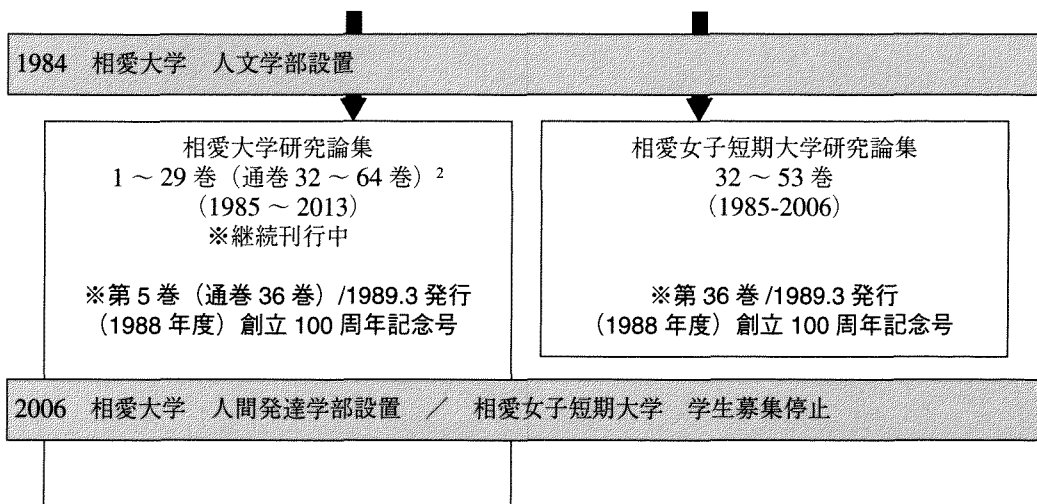 1984 相愛大学 人文学部設置
相愛大学研究論集
1 ～ 29 巻（通巻 32 ～ 64 巻）2
（1985 ～ 2013）
※継続刊行中
※第 5 巻（通巻 36 巻）/1989.3 発行
（1988 年度）創立 100 周年記念号
相愛女子短期大学研究論集
32 ～ 53 巻
（1985-2006）
※第 36 巻 /1989.3 発行
（1988 年度）創立 100 周年記念号
2006 相愛大学 人間発達学部設置 ／ 相愛女子短期大学 学生募集停止